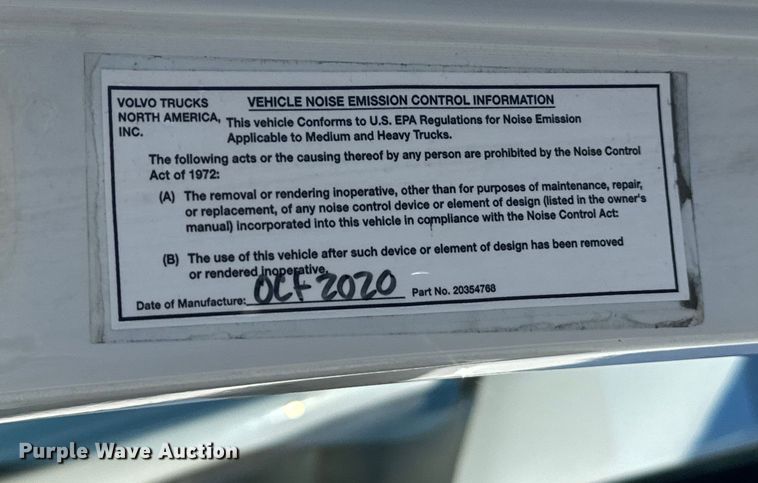 VOLVO TRUCKS
NORTH AMERICA,
INC.
VEHICLE NOISE EMISSION CONTROL INFORMATION
This vehicle Conforms to U.S. EPA Regulations for Noise Emission
Applicable to Medium and Heavy Trucks.
The following acts or the causing thereof by any person are prohibited by the Noise Control
Act of 1972:
(A) The removal or rendering inoperative, other than for purposes of maintenance, repair,
or replacement, of any noise control device or element of design (listed in the owner's
manual) incorporated into this vehicle in compliance with the Noise Control Act:
(B) The use of this vehicle after such device or element of design has been removed
or rendered inoperative.
Date of Manufacture: OCT 2020 Part No. 20354768
Purple Wave Auction